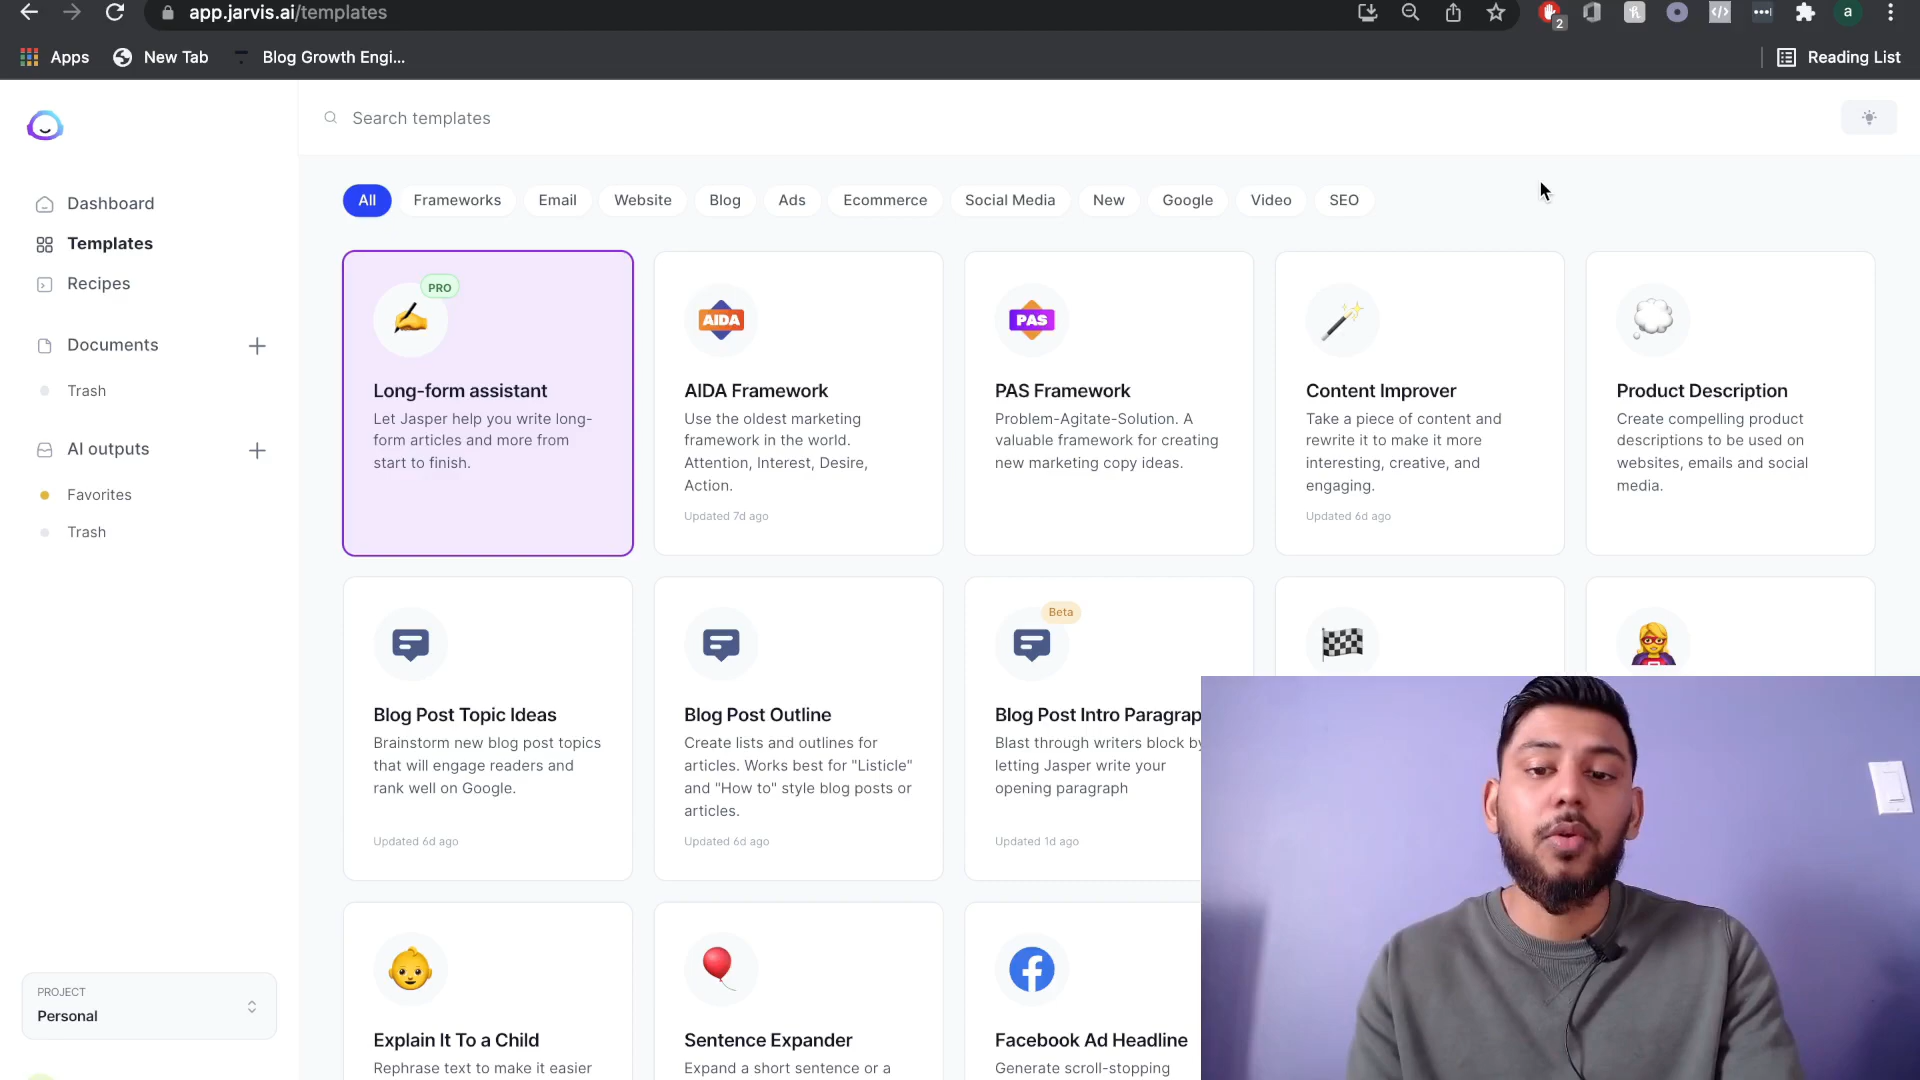 app.jarvis.ai/templates
2
a
Apps
New Tab
Blog Growth Engi...
Reading List
Search templates
All
Frameworks
Email
Website
Blog
Ads
Ecommerce
Social Media
New
Google
Video
SEO
Dashboard
Templates
Recipes
Documents
Trash
AI outputs
Favorites
Trash
PROJECT
Personal
PRO
Long-form assistant
Let Jasper help you write long-
form articles and more from
start to finish.
AIDA
AIDA Framework
Use the oldest marketing
framework in the world.
Attention, Interest, Desire,
Action.
Updated 7d ago
PAS
PAS Framework
Problem-Agitate-Solution. A
valuable framework for creating
new marketing copy ideas.
Content Improver
Take a piece of content and
rewrite it to make it more
interesting, creative, and
engaging.
Updated 6d ago
Product Description
Create compelling product
descriptions to be used on
websites, emails and social
media.
Blog Post Topic Ideas
Brainstorm new blog post topics
that will engage readers and
rank well on Google.
Updated 6d ago
Blog Post Outline
Create lists and outlines for
articles. Works best for "Listicle"
and "How to" style blog posts or
articles.
Updated 6d ago
Beta
Blog Post Intro Paragrap
Blast through writers block by
letting Jasper write your
opening paragraph
Updated 1d ago
Explain It To a Child
Rephrase text to make it easier
Sentence Expander
Expand a short sentence or a
Facebook Ad Headline
Generate scroll-stopping